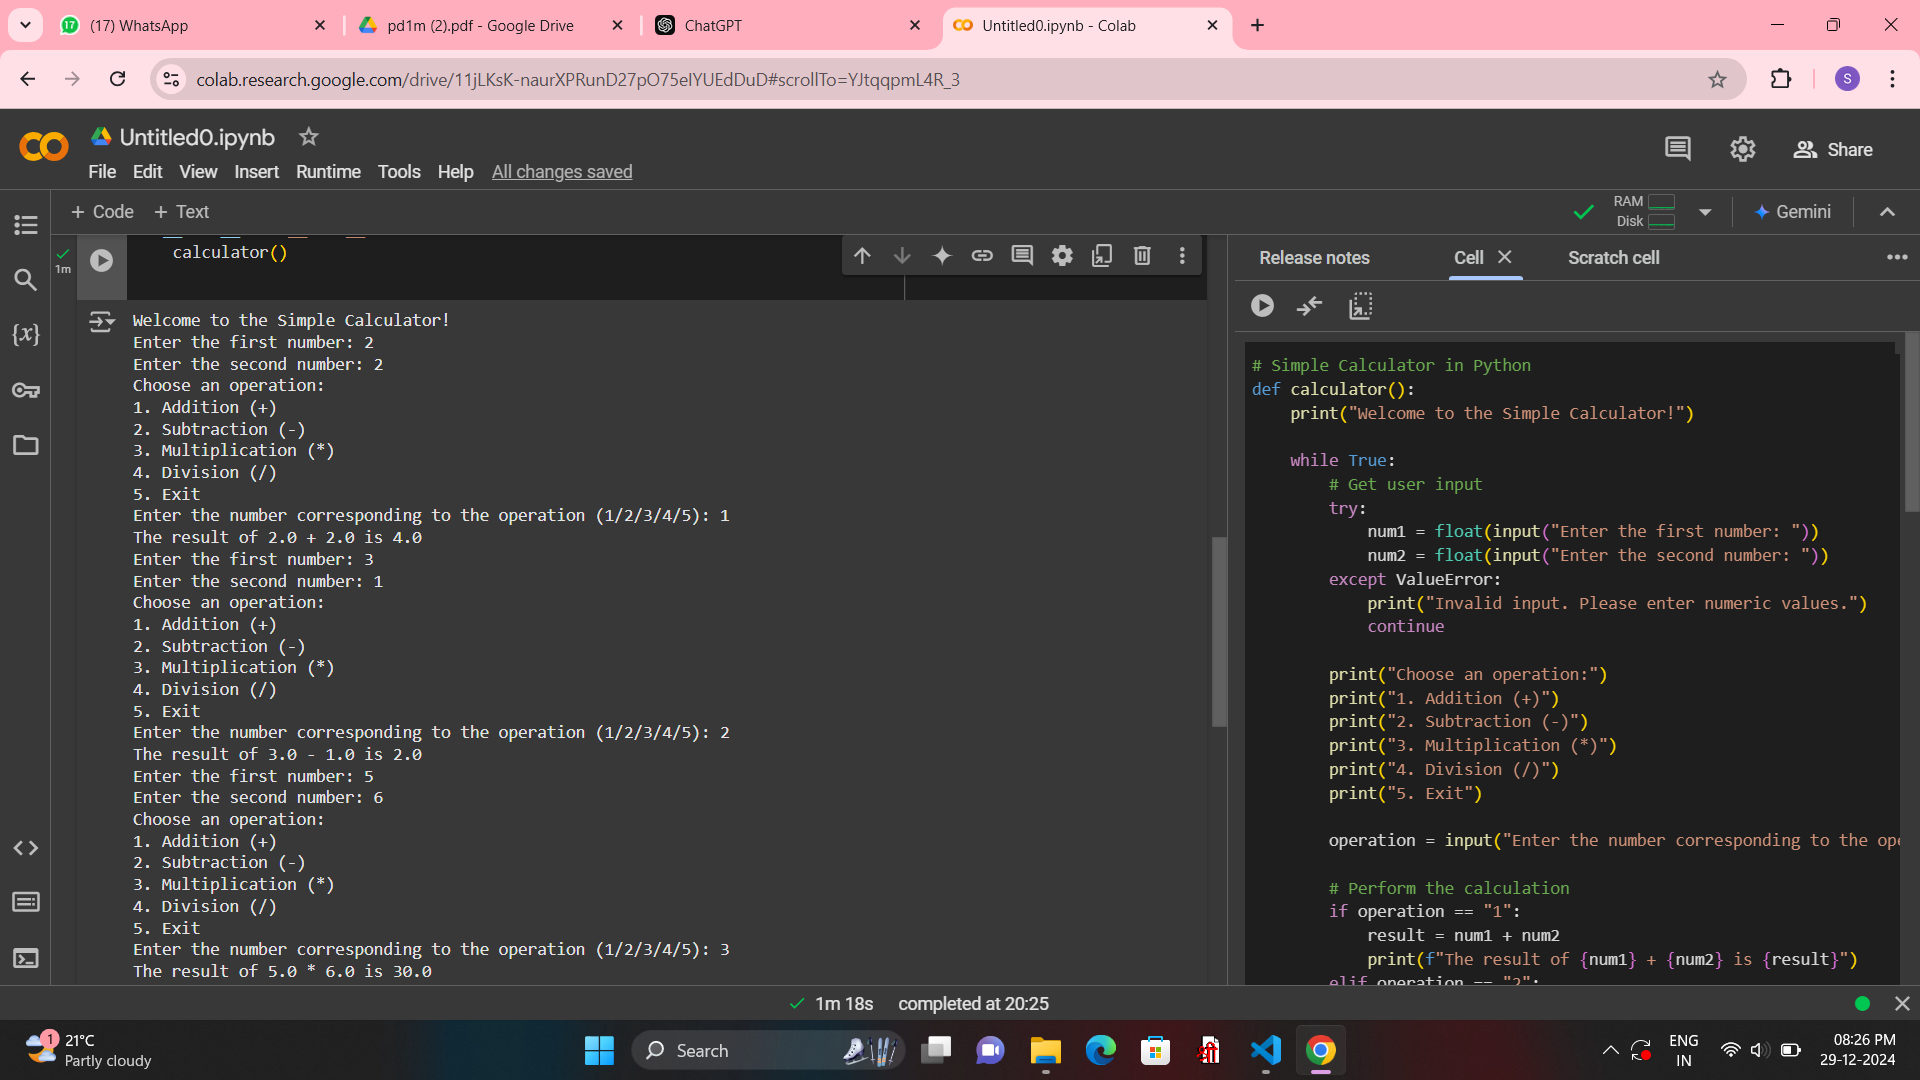 (17) WhatsApp
pd1m (2).pdf - Google Drive
ChatGPT
Untitled0.ipynb - Colab
colab.research.google.com/drive/11jLKsK-naurXPRunD27pO75elYUEdDuD#scrollTo=YJtqqpmL4R_3
S
Untitled0.ipynb
File Edit View Insert Runtime Tools Help All changes saved
Share
+ Code + Text
RAM
Disk
Gemini
1m
calculator()
Welcome to the Simple Calculator!
Enter the first number: 2
Enter the second number: 2
Choose an operation:
1. Addition (+)
2. Subtraction (-)
3. Multiplication (*)
4. Division (/)
5. Exit
Enter the number corresponding to the operation (1/2/3/4/5): 1
The result of 2.0 + 2.0 is 4.0
Enter the first number: 3
Enter the second number: 1
Choose an operation:
1. Addition (+)
2. Subtraction (-)
3. Multiplication (*)
4. Division (/)
5. Exit
Enter the number corresponding to the operation (1/2/3/4/5): 2
The result of 3.0 - 1.0 is 2.0
Enter the first number: 5
Enter the second number: 6
Choose an operation:
1. Addition (+)
2. Subtraction (-)
3. Multiplication (*)
4. Division (/)
5. Exit
Enter the number corresponding to the operation (1/2/3/4/5): 3
The result of 5.0 * 6.0 is 30.0
Release notes
Cell
Scratch cell
# Simple Calculator in Python
def calculator():
    print("Welcome to the Simple Calculator!")
    while True:
        # Get user input
        try:
            num1 = float(input("Enter the first number: "))
            num2 = float(input("Enter the second number: "))
        except ValueError:
            print("Invalid input. Please enter numeric values.")
            continue
        print("Choose an operation:")
        print("1. Addition (+)")
        print("2. Subtraction (-)")
        print("3. Multiplication (*)")
        print("4. Division (/)")
        print("5. Exit")
        operation = input("Enter the number corresponding to the
        # Perform the calculation
        if operation == "1":
            result = num1 + num2
            print(f"The result of {num1} + {num2} is {result}")
        elif operation == "2":
1m 18s completed at 20:25
1
21°C
Partly cloudy
Search
श्री
ENG
IN
08:26 PM
29-12-2024